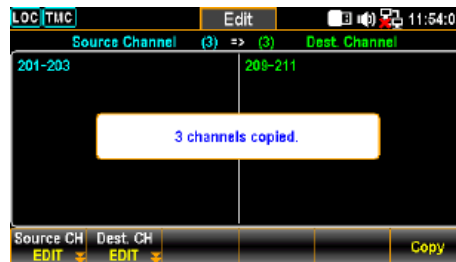 LOC TMC Edit 11:54:0
Source Channel (3) => (3) Dest. Channel
201-203 209-211
3 channels copied.
Source CH Dest. CH
EDIT EDIT Copy